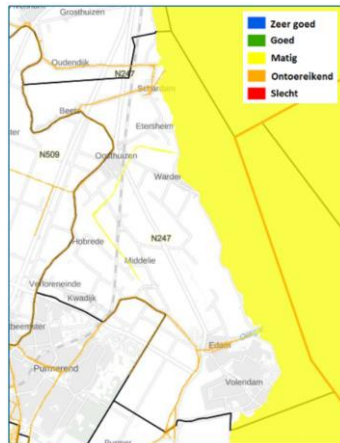 Grosthuizen
Oudendijk
N247
Schardam
Beets
Etersheim
N509
Oosthuizen
Warder
Hobrede
N247
Middelie
Verloreneinde
Kwadijk
Purmerend
Edam
Volendam
Zeer goed
Goed
Matig
Ontoereikend
Slecht